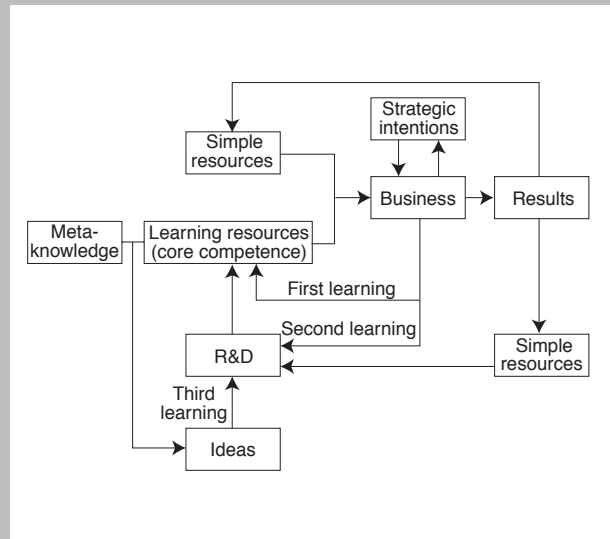 Strategic
intentions
Simple
resources
Business
Results
Meta-
knowledge
Learning resources
(core competence)
First learning
Second learning
R&D
Simple
resources
Third
learning
Ideas